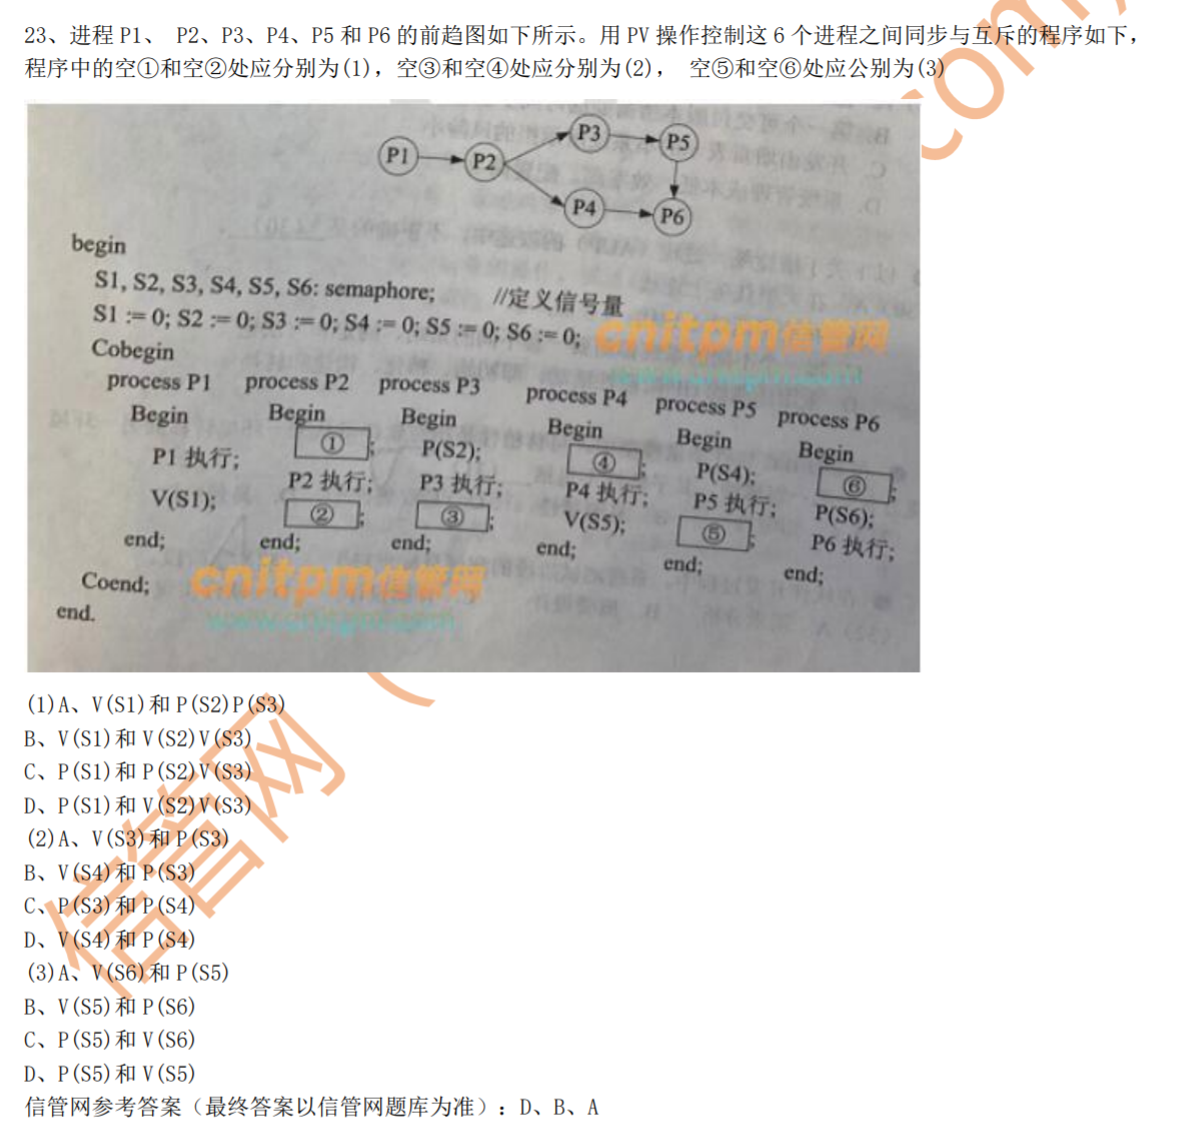 23、进程 P1、 P2、P3、P4、P5 和 P6 的前趋图如下所示。用 PV 操作控制这 6 个进程之间同步与互斥的程序如下，
程序中的空①和空②处应分别为(1)，空③和空④处应分别为(2)， 空⑤和空⑥处应公别为(3)
P1 P2 P3 P5
P4 P6
begin
S1, S2, S3, S4, S5, S6: semaphore; //定义信号量
S1 := 0; S2 := 0; S3 := 0; S4 := 0; S5 := 0; S6 := 0;
cnitpm信管网
Cobegin
process P1 process P2 process P3 process P4 process P5 process P6
Begin Begin Begin Begin Begin Begin
①; P(S2); ④; P(S4); ⑥;
P1 执行; P2 执行; P3 执行; P4 执行; P5 执行; P(S6);
V(S1); ②; ③; V(S5); ⑤; P6 执行;
end; end; end; end; end; end;
Coend;
cnitpm信管网
end.
(1)A、V(S1)和 P(S2)P(S3)
B、V(S1)和 V(S2)V(S3)
C、P(S1)和 P(S2)V(S3)
D、P(S1)和 V(S2)V(S3)
(2)A、V(S3)和 P(S3)
B、V(S4)和 P(S3)
C、P(S3)和 P(S4)
D、V(S4)和 P(S4)
(3)A、V(S6)和 P(S5)
B、V(S5)和 P(S6)
C、P(S5)和 V(S6)
D、P(S5)和 V(S5)
信管网参考答案（最终答案以信管网题库为准）: D、B、A
信管网（
com）